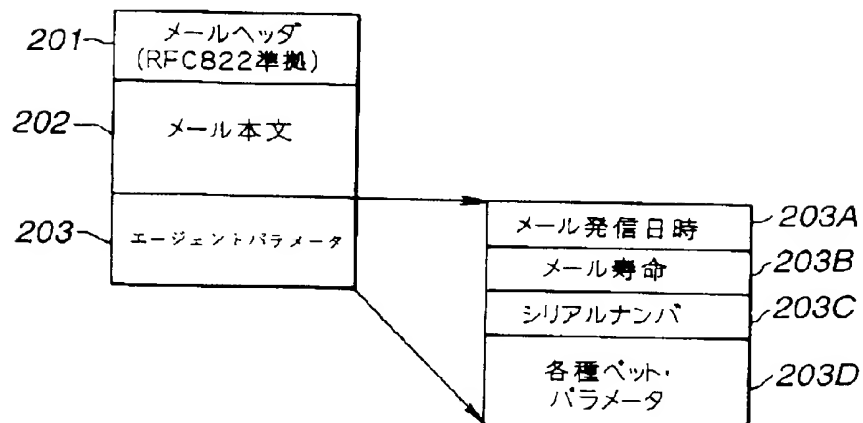 201
メールヘッダ
(RFC822準拠)
202
メール本文
203
エージェントパラメータ
メール発信日時
203A
メール寿命
203B
シリアルナンバ
203C
各種ペット・
パラメータ
203D